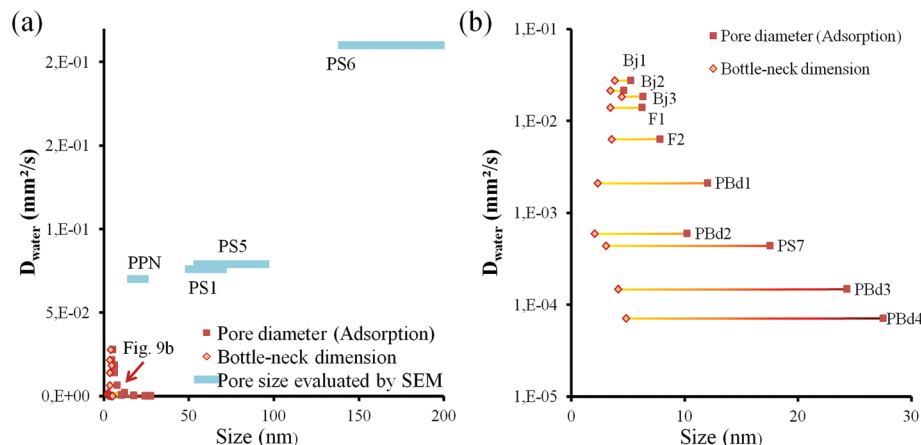 (a)
D_water (mm²/s)
2,E-01
2,E-01
1,E-01
5,E-02
0,E+00
PS6
PPN
PS5
PS1
Fig. 9b
Pore diameter (Adsorption)
Bottle-neck dimension
Pore size evaluated by SEM
0 50 100 150 200
Size (nm)
(b)
D_water (mm²/s)
1,E-01
1,E-02
1,E-03
1,E-04
1,E-05
Pore diameter (Adsorption)
Bottle-neck dimension
Bj1
Bj2
Bj3
F1
F2
PBd1
PBd2
PS7
PBd3
PBd4
0 10 20 30
Size (nm)